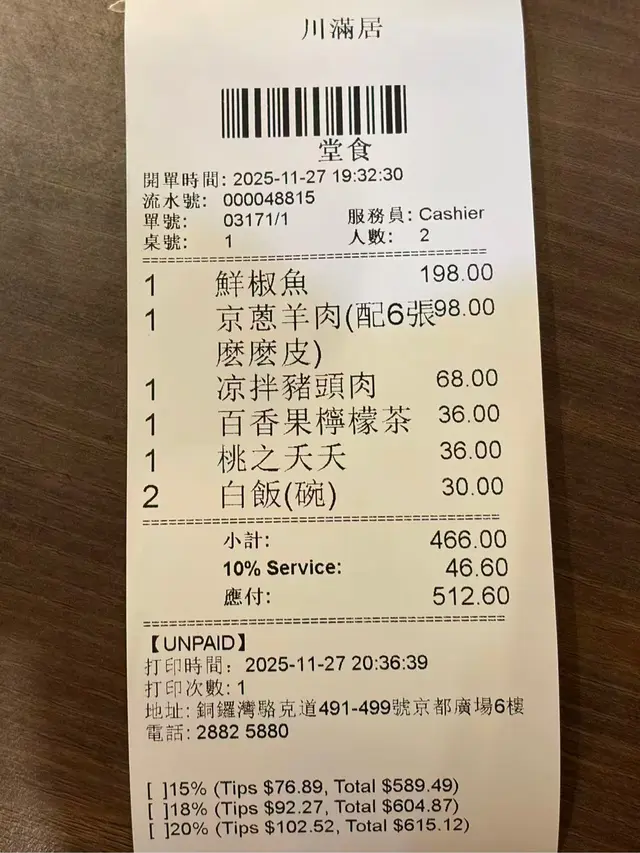 川滿居
堂食
開單時間: 2025-11-27 19:32:30
流水號: 000048815
單號: 03171/1 服務員: Cashier
桌號: 1 人數: 2
1 鮮椒魚 198.00
1 京蔥羊肉(配6張 98.00
麽麽皮)
1 凉拌豬頭肉 68.00
1 百香果檸檬茶 36.00
1 桃之夭夭 36.00
2 白飯(碗) 30.00
小計: 466.00
10% Service: 46.60
應付: 512.60
【UNPAID】
打印時間: 2025-11-27 20:36:39
打印次數: 1
地址: 銅鑼灣駱克道491-499號京都廣場6樓
電話: 2882 5880
[ ]15% (Tips $76.89, Total $589.49)
[ ]18% (Tips $92.27, Total $604.87)
[ ]20% (Tips $102.52, Total $615.12)